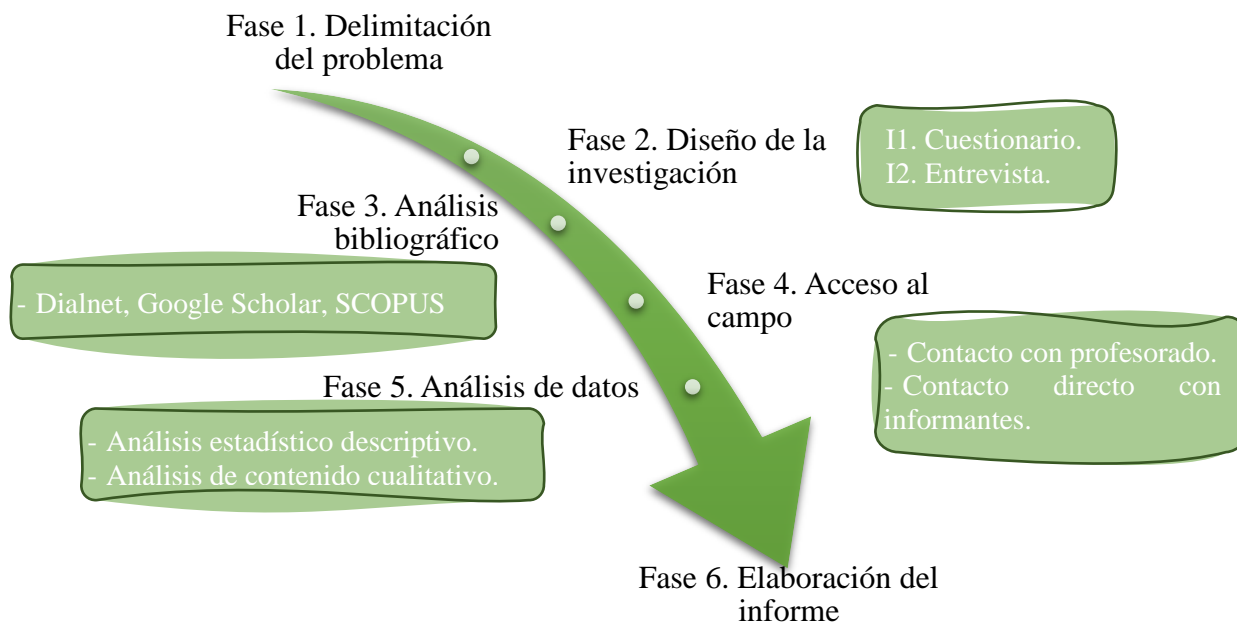 Fase 1. Delimitación
del problema
Fase 2. Diseño de la
investigación
I1. Cuestionario.
I2. Entrevista.
Fase 3. Análisis
bibliográfico
- Dialnet, Google Scholar, SCOPUS
Fase 4. Acceso al
campo
- Contacto con profesorado.
- Contacto directo con
informantes.
Fase 5. Análisis de datos
- Análisis estadístico descriptivo.
- Análisis de contenido cualitativo.
Fase 6. Elaboración del
informe